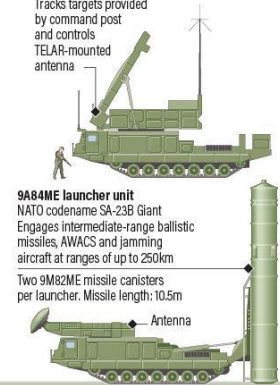 Tracks targets provided
by command post
and controls
TELAR-mounted
antenna
9A84ME launcher unit
NATO codename SA-23B Giant
Engages intermediate-range ballistic
missiles, AWACS and jamming
aircraft at ranges of up to 250km
Two 9M82ME missile canisters
per launcher. Missile length: 10.5m
Antenna